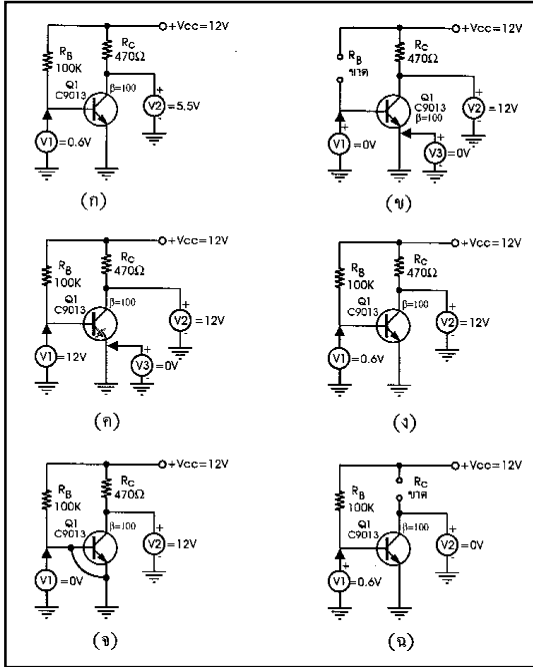 +Vcc=12V
RB
100K
RC
470Ω
Q1
C9013
β=100
V1=0.6V
V2=5.5V
(ก)
+Vcc=12V
RB
ขาด
RC
470Ω
Q1
C9013
β=100
V1=0V
V2=12V
V3=0V
(ข)
+Vcc=12V
RB
100K
RC
470Ω
Q1
C9013
β=100
V1=12V
V2=12V
V3=0V
(ค)
+Vcc=12V
RB
100K
RC
470Ω
Q1
C9013
β=100
V1=0.6V
V2=12V
(ง)
+Vcc=12V
RB
100K
RC
470Ω
Q1
C9013
β=100
V1=0V
V2=12V
(จ)
+Vcc=12V
RB
100K
RC
ขาด
Q1
C9013
β=100
V1=0.6V
V2=0V
(ฉ)